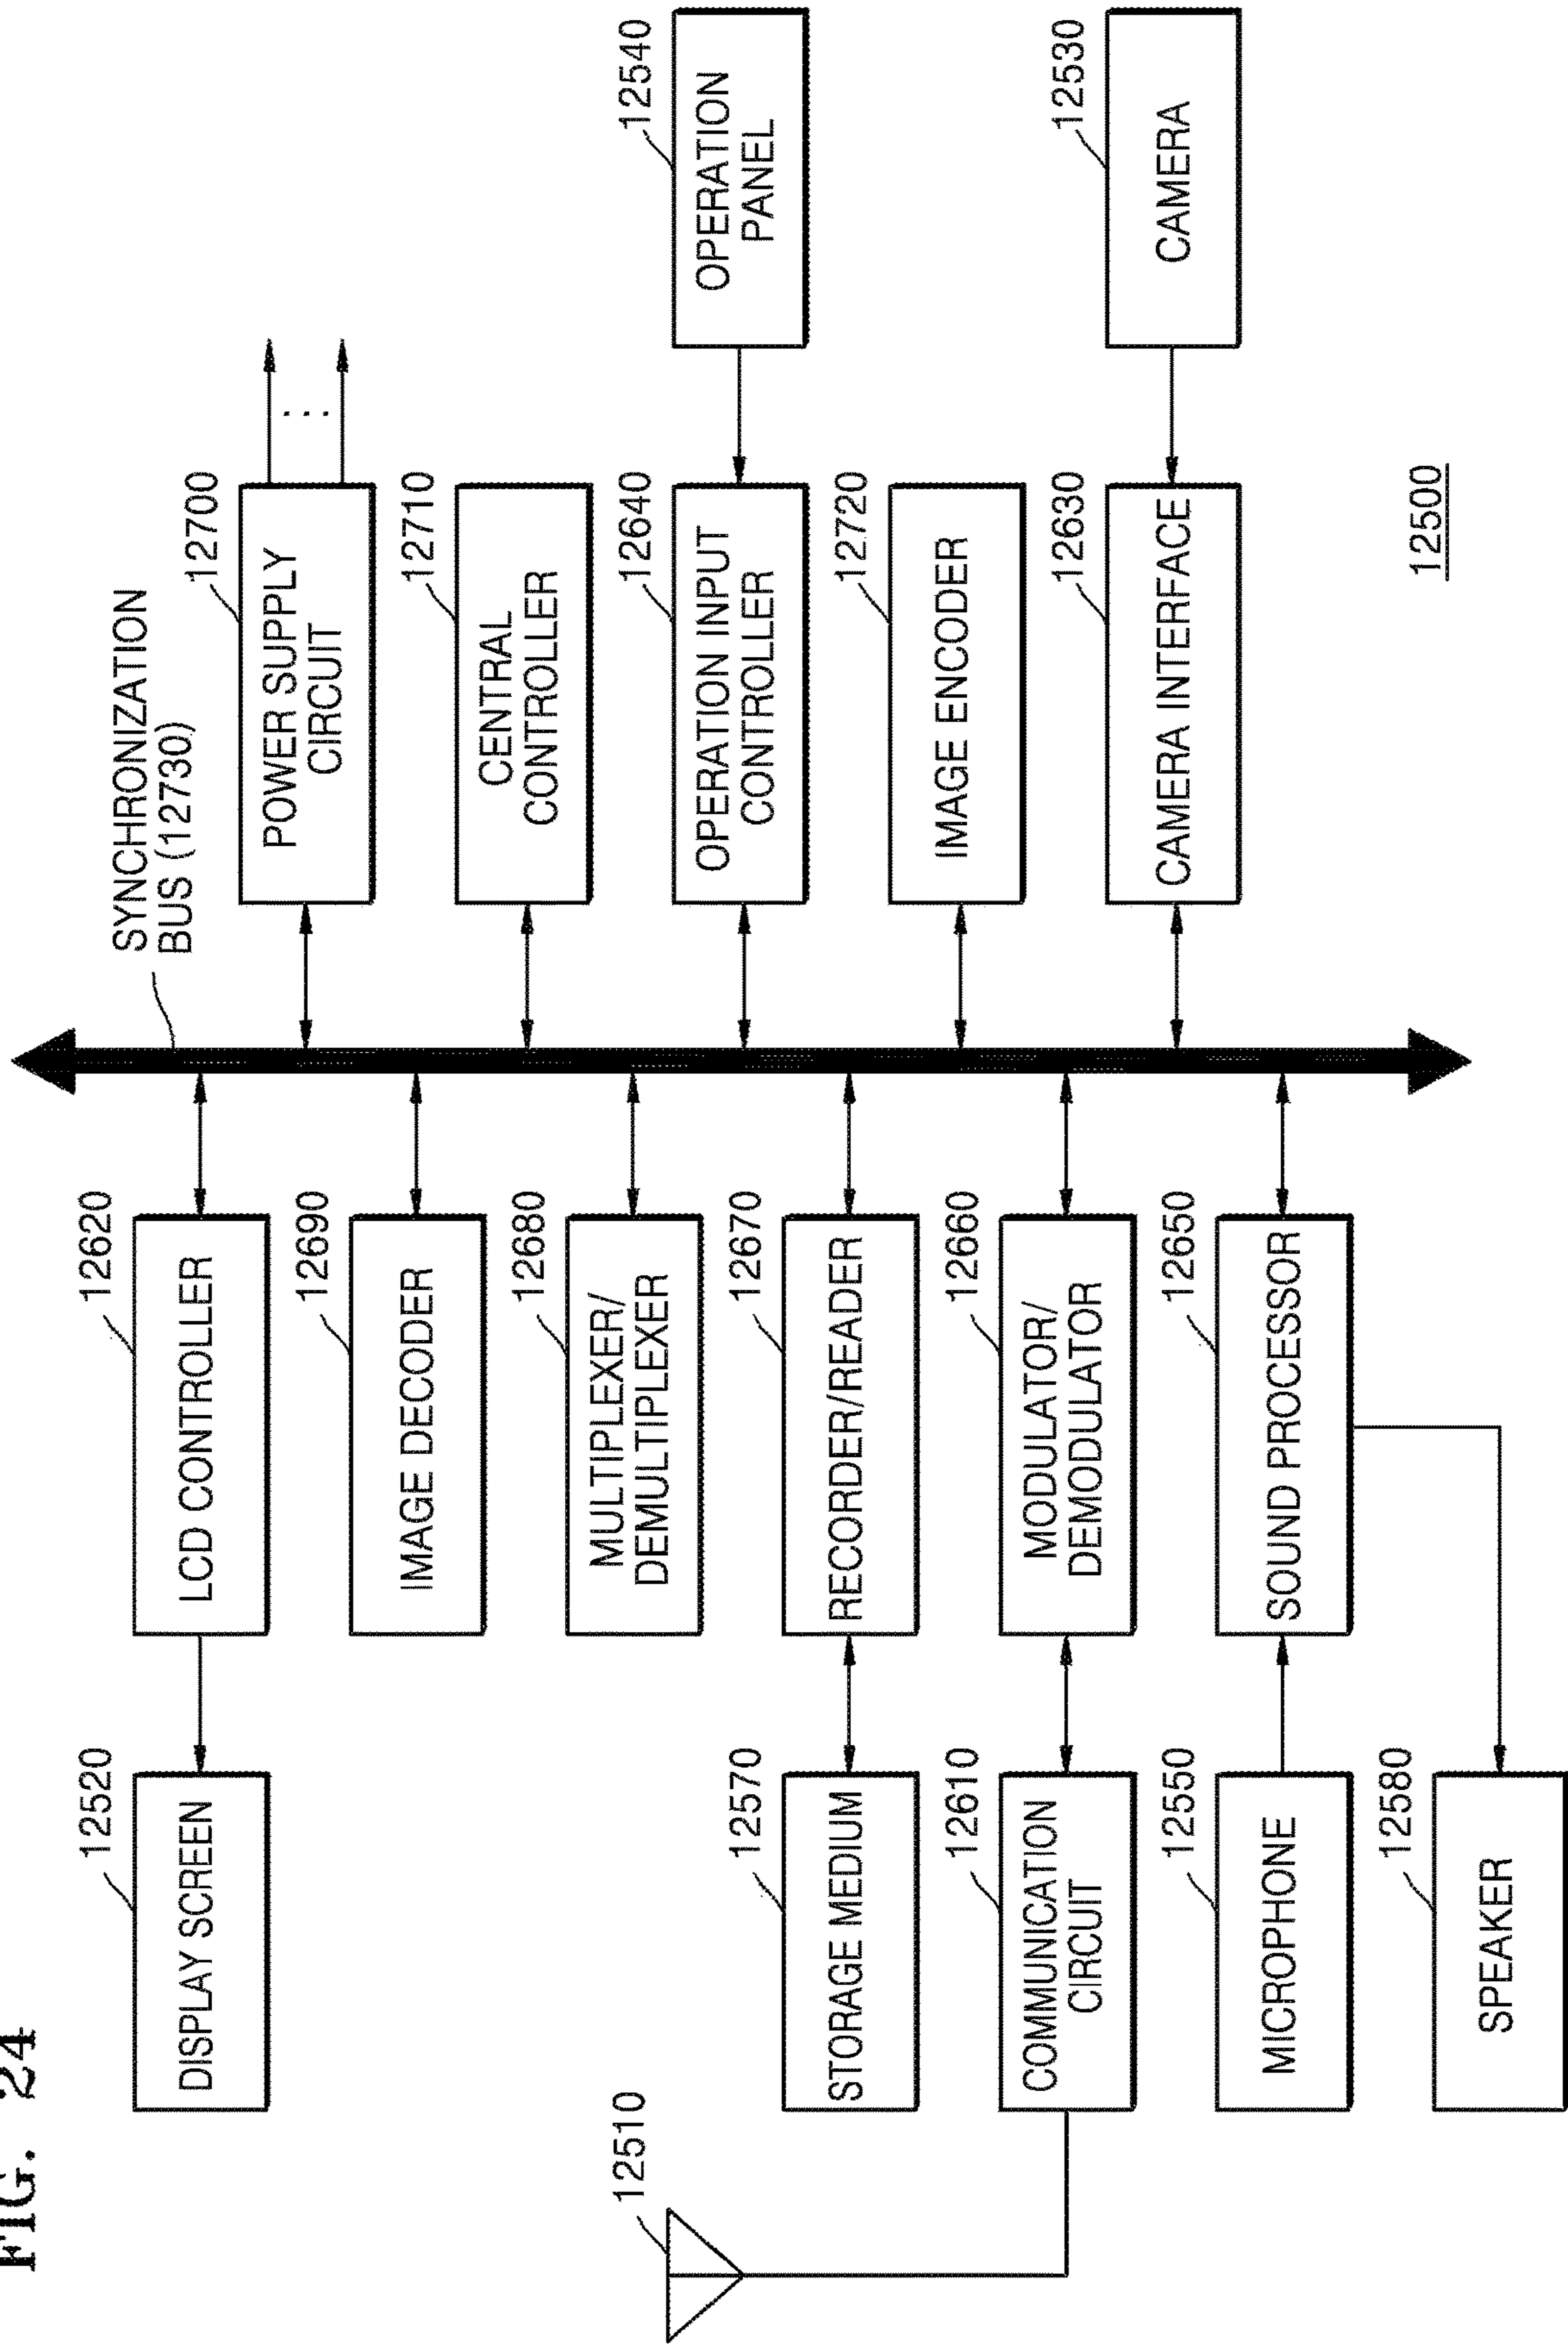 FIG. 24
12510
DISPLAY SCREEN
12520
LCD CONTROLLER
12620
SYNCHRONIZATION
BUS (12730)
POWER SUPPLY
CIRCUIT
12700
...
IMAGE DECODER
12690
CENTRAL
CONTROLLER
12710
MULTIPLEXER/
DEMULTIPLEXER
12680
OPERATION INPUT
CONTROLLER
12640
OPERATION
PANEL
12540
STORAGE MEDIUM
12570
RECORDER/READER
12670
IMAGE ENCODER
12720
COMMUNICATION
CIRCUIT
12610
MODULATOR/
DEMODULATOR
12660
CAMERA INTERFACE
12630
CAMERA
12530
MICROPHONE
12550
SOUND PROCESSOR
12650
SPEAKER
12580
12500